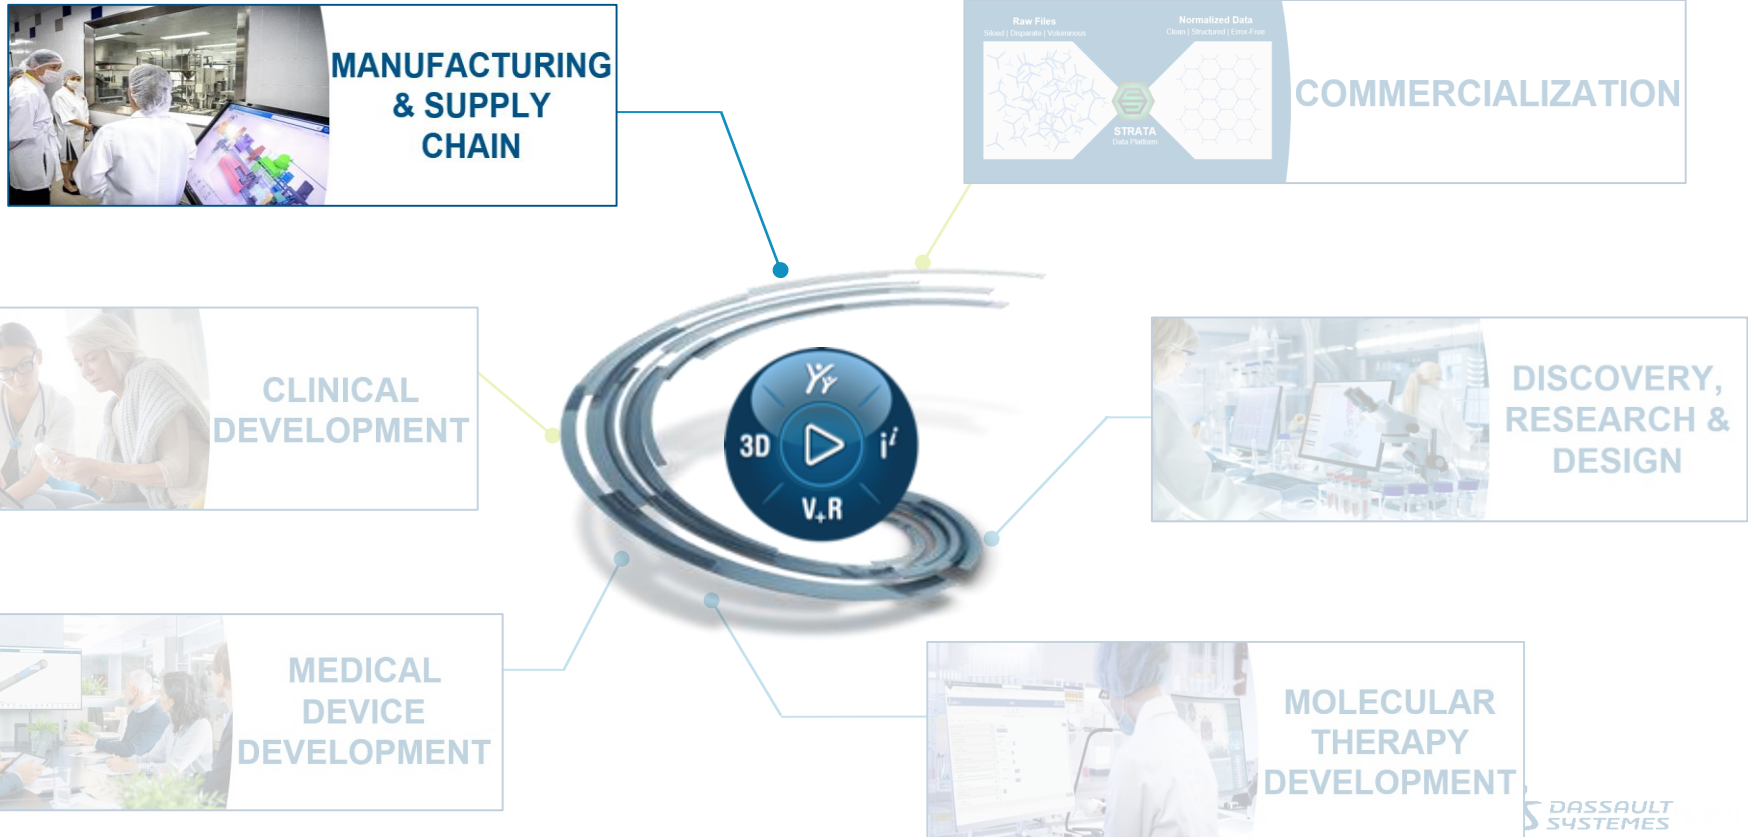 MANUFACTURING
& SUPPLY
CHAIN
Raw Files
Siloed | Disparate | Voluminous
Normalized Data
Clean | Structured | Error-Free
STRATA
Data Platform
COMMERCIALIZATION
CLINICAL
DEVELOPMENT
3D
i i
V+R
DISCOVERY,
RESEARCH &
DESIGN
MEDICAL
DEVICE
DEVELOPMENT
MOLECULAR
THERAPY
DEVELOPMENT
DASSAULT
SYSTEMES